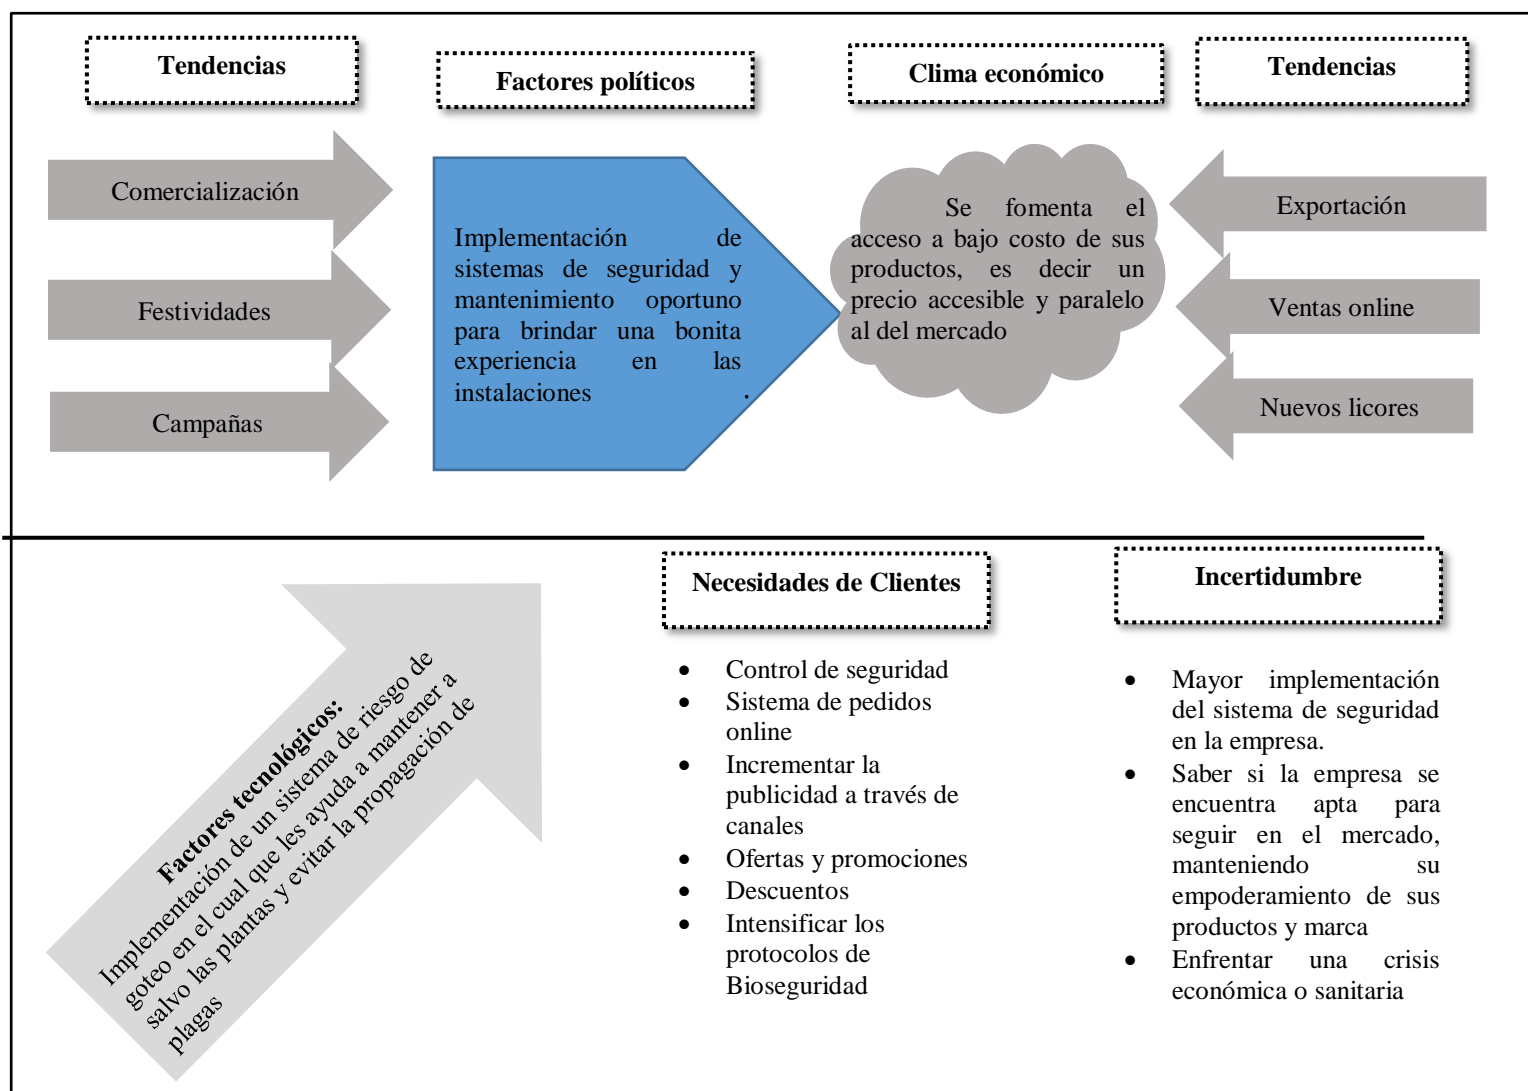 Tendencias
Factores políticos
Clima económico
Tendencias
Comercialización
Festividades
Campañas
Implementación de
sistemas de seguridad y
mantenimiento oportuno
para brindar una bonita
experiencia en las
instalaciones .
Se fomenta el
acceso a bajo costo de sus
productos, es decir un
precio accesible y paralelo
al del mercado
Exportación
Ventas online
Nuevos licores
Factores tecnológicos:
Implementación de un sistema de riesgo de
goteo en el cual que les ayuda a mantener a
salvo las plantas y evitar la propagación de
plagas
Necesidades de Clientes
• Control de seguridad
• Sistema de pedidos
online
• Incrementar la
publicidad a través de
canales
• Ofertas y promociones
• Descuentos
• Intensificar los
protocolos de
Bioseguridad
Incertidumbre
• Mayor implementación
del sistema de seguridad
en la empresa.
• Saber si la empresa se
encuentra apta para
seguir en el mercado,
manteniendo su
empoderamiento de sus
productos y marca
• Enfrentar una crisis
económica o sanitaria